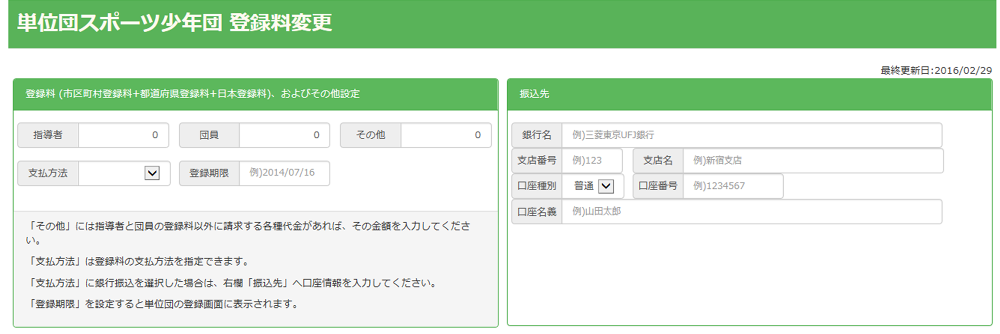 単位団スポーツ少年団 登録料変更
最終更新日:2016/02/29
登録料 (市区町村登録料+都道府県登録料+日本登録料)、およびその他設定
指導者 0 団員 0 その他 0
支払方法 登録期限 例)2014/07/16
「その他」には指導者と団員の登録料以外に請求する各種代金があれば、その金額を入力してくださ
い。
「支払方法」は登録料の支払方法を指定できます。
「支払方法」に銀行振込を選択した場合は、右欄「振込先」へ口座情報を入力してください。
「登録期限」を設定すると単位団の登録画面に表示されます。
振込先
銀行名 例)三菱東京UFJ銀行
支店番号 例)123 支店名 例)新宿支店
口座種別 普通 口座番号 例)1234567
口座名義 例)山田太郎